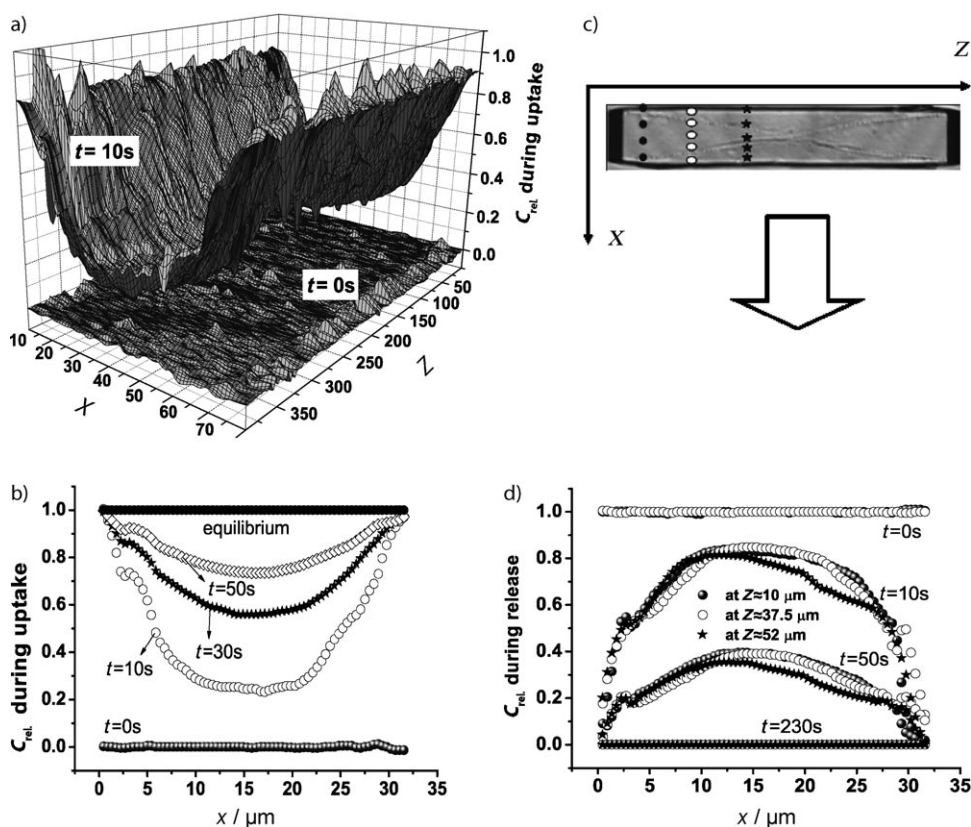 a)
t = 10s
t = 0s
1.0
0.8
0.6
0.4
0.2
0.0
C rel. during uptake
10
20
30
40
50
60
70
X
50
100
150
200
250
300
350
Z
c)
Z
X
b)
1.0
0.8
0.6
0.4
0.2
0.0
C rel. during uptake
equilibrium
t=50s
t=30s
t=10s
t=0s
0 5 10 15 20 25 30 35
x / µm
d)
1.0
0.8
0.6
0.4
0.2
0.0
C rel. during release
t=0s
t=10s
at Z≈10 µm
at Z≈37.5 µm
at Z≈52 µm
t=50s
t=230s
0 5 10 15 20 25 30 35
x / µm